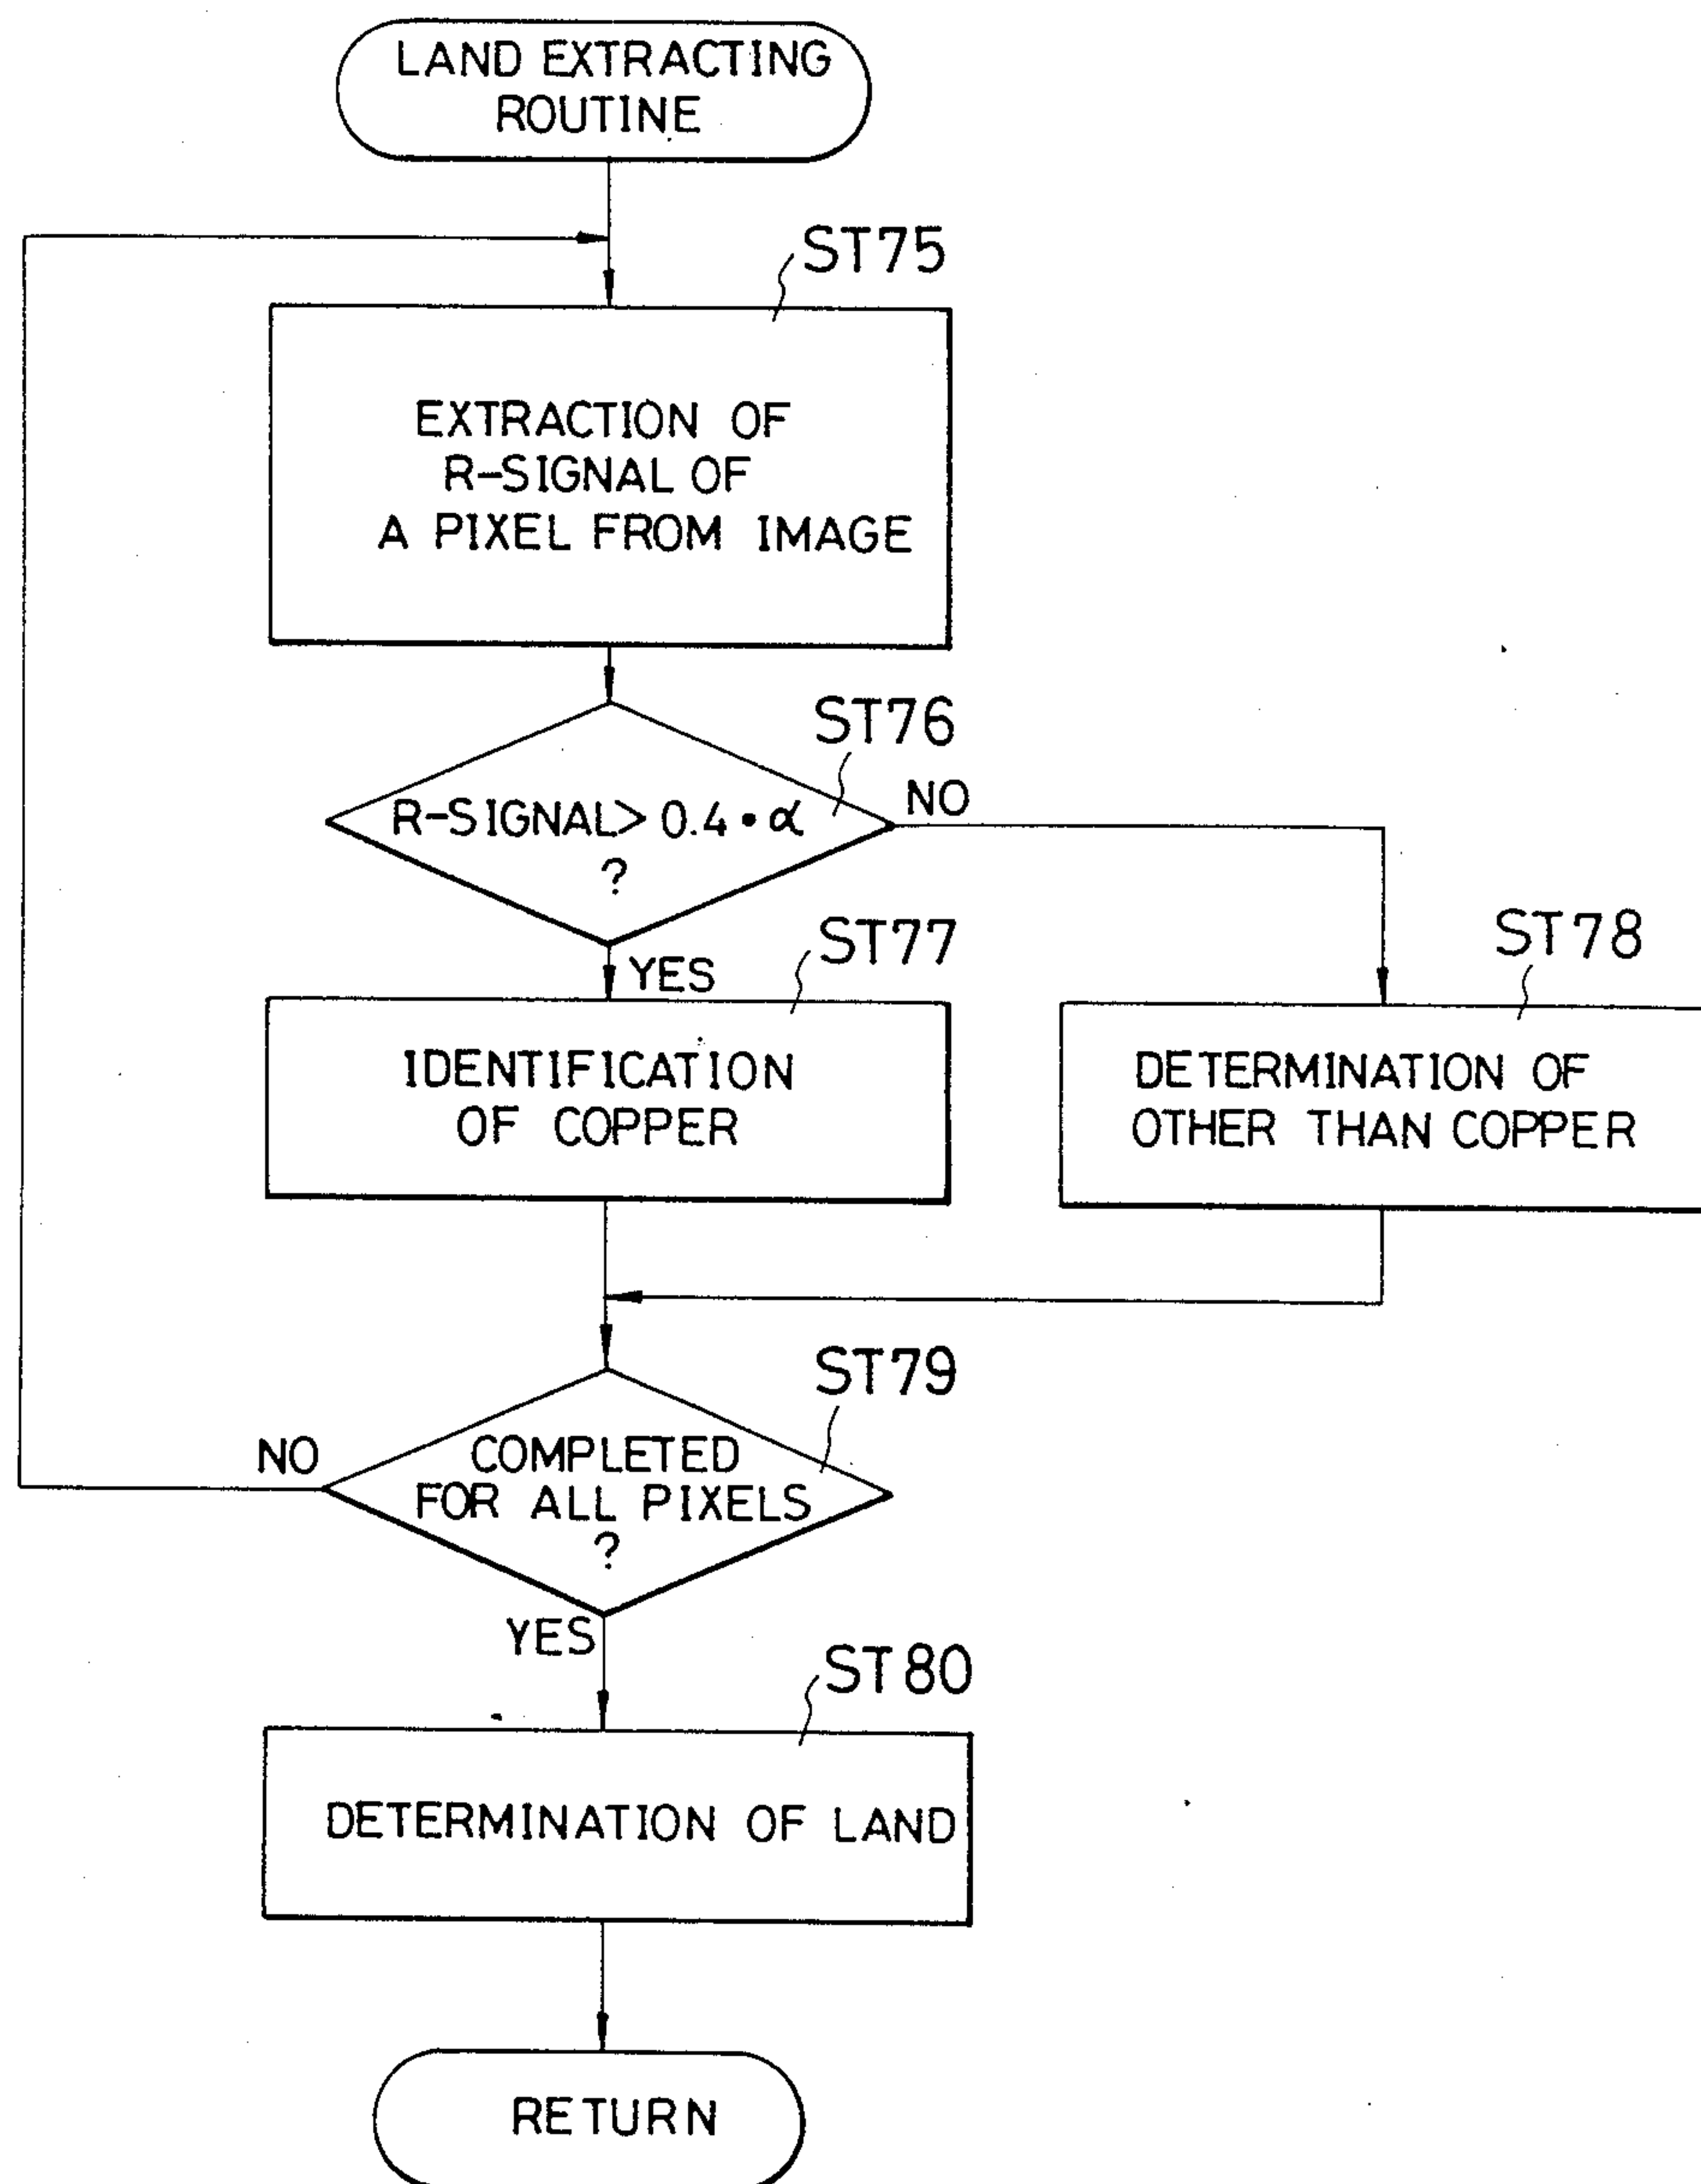 LAND EXTRACTING
ROUTINE
ST75
EXTRACTION OF
R-SIGNAL OF
A PIXEL FROM IMAGE
ST76
R-SIGNAL> 0.4 • α
?
NO
YES
ST77
IDENTIFICATION
OF COPPER
ST78
DETERMINATION OF
OTHER THAN COPPER
ST79
COMPLETED
FOR ALL PIXELS
?
NO
YES
ST80
DETERMINATION OF LAND
RETURN